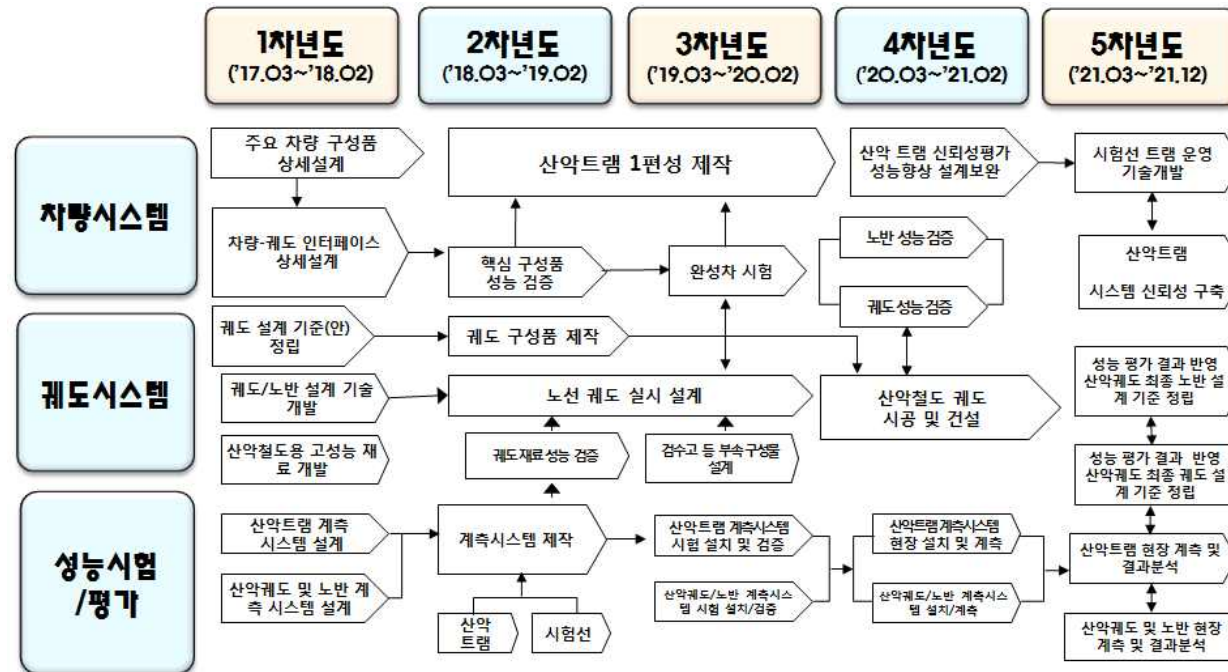 1차년도
('17.03~'18.02)
2차년도
('18.03~'19.02)
3차년도
('19.03~'20.02)
4차년도
('20.03~'21.02)
5차년도
('21.03~'21.12)
차량시스템
주요 차량 구성품
상세설계
산악트램 1편성 제작
산악 트램 신뢰성평가
성능향상 설계보완
시험선 트램 운영
기술개발
차량-궤도 인터페이스
상세설계
핵심 구성품
성능 검증
완성차 시험
노반 성능 검증
궤도 성능 검증
산악트램
시스템 신뢰성 구축
궤도시스템
궤도 설계 기준(안)
정립
궤도 구성품 제작
궤도/노반 설계 기술
개발
노선 궤도 실시 설계
산악철도 궤도
시공 및 건설
성능 평가 결과 반영
산악궤도 최종 노반 설
계 기준 정립
산악철도용 고성능 재
료 개발
궤도 재료 성능 검증
검수고 등 부속 구성물
설계
성능 평가 결과 반영
산악궤도 최종 궤도 설
계 기준 정립
성능시험
/평가
산악트램 계측
시스템 설계
계측시스템 제작
산악트램 계측시스템
시험 설치 및 검증
산악트램 계측시스템
현장 설치 및 계측
산악트램 현장 계측 및
결과분석
산악궤도 및 노반 계
측 시스템 설계
산악
트램
시험선
산악궤도/노반 계측시스
템 시험 설치/검증
산악궤도/노반 계측시스
템 설치/계측
산악궤도 및 노반 현장
계측 및 결과분석